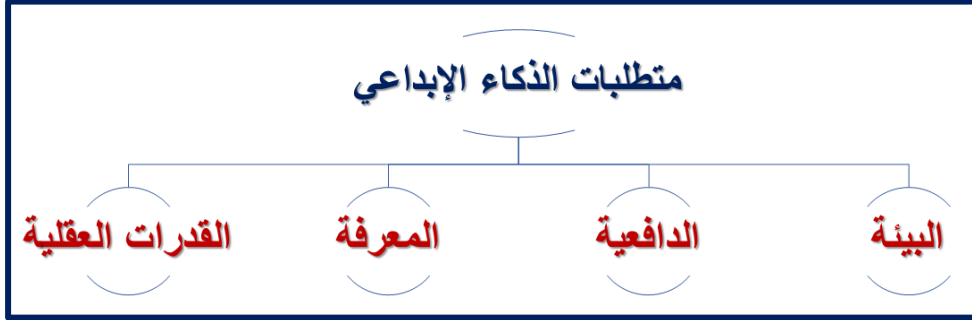 متطلبات الذكاء الإبداعي
البيئة
الدافعية
المعرفة
القدرات العقلية